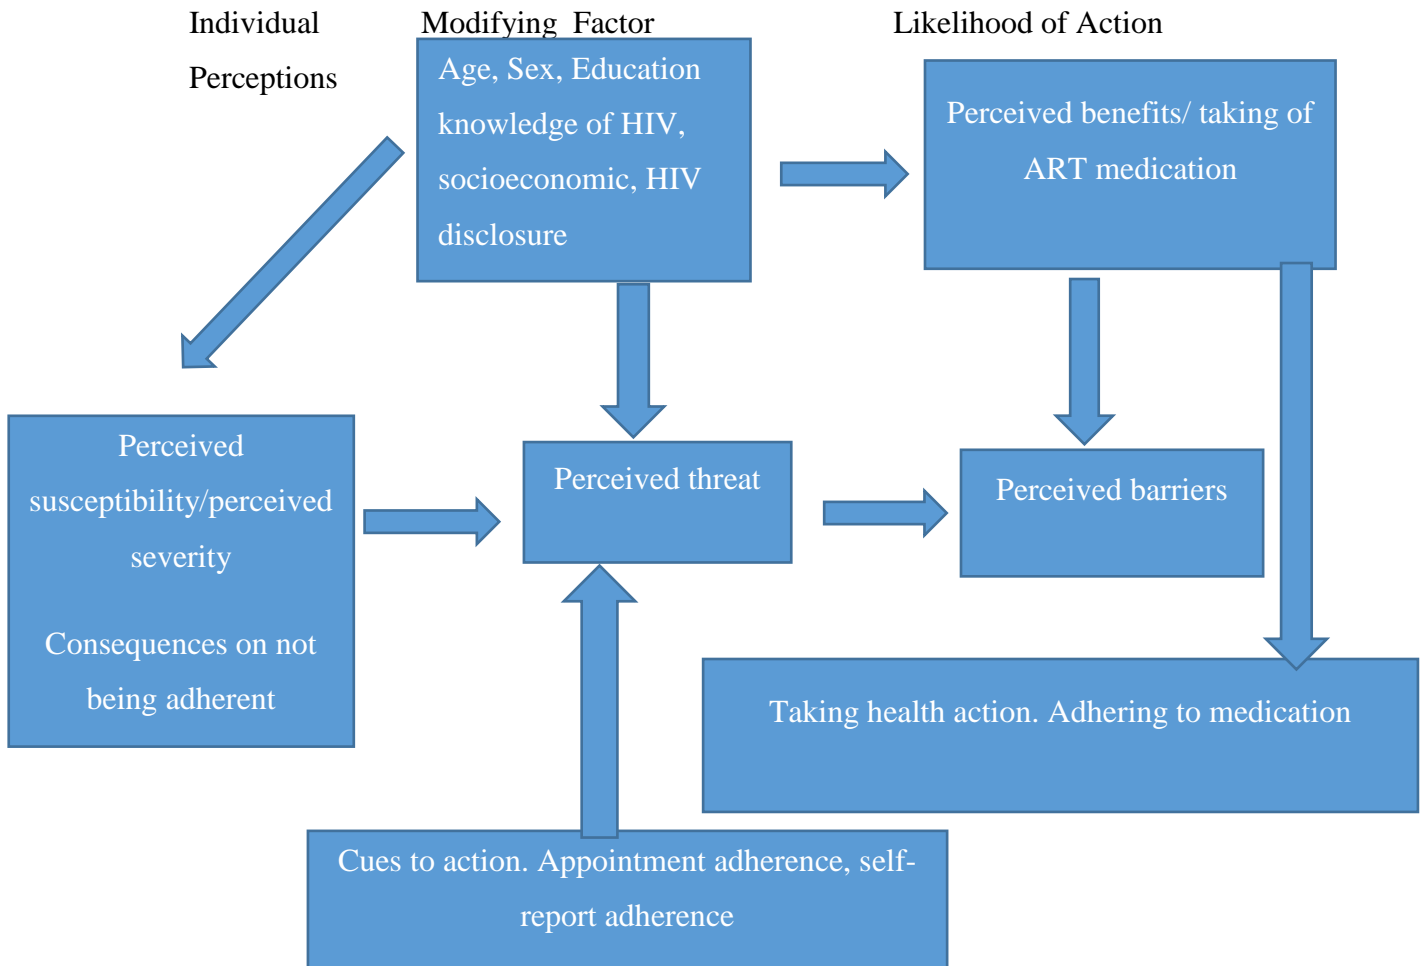 Individual
Perceptions
Modifying Factor
Likelihood of Action
Age, Sex, Education
knowledge of HIV,
socioeconomic, HIV
disclosure
Perceived benefits/ taking of
ART medication
Perceived
susceptibility/perceived
severity
Consequences on not
being adherent
Perceived threat
Perceived barriers
Taking health action. Adhering to medication
Cues to action. Appointment adherence, self-
report adherence